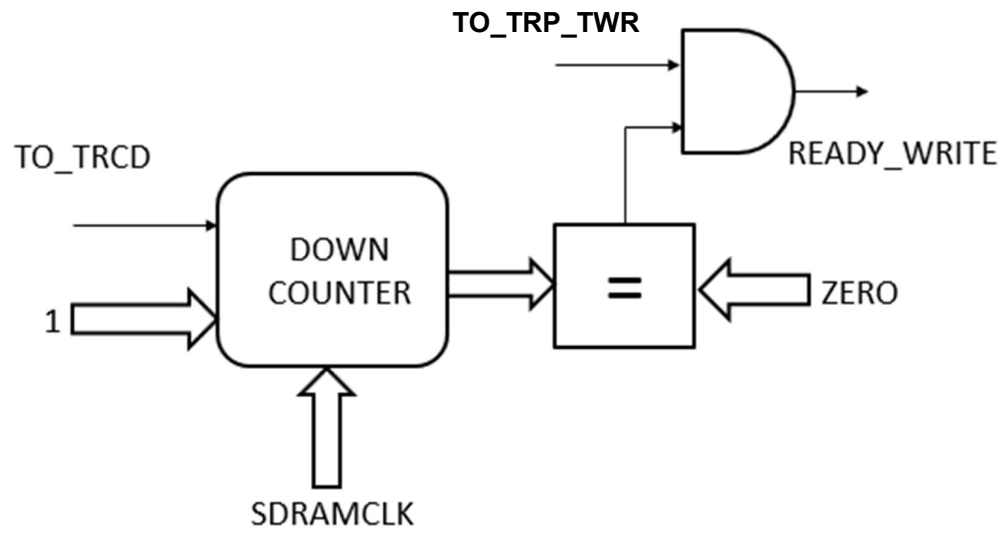 TO_TRP_TWR
READY_WRITE
TO_TRCD
DOWN
COUNTER
=
1
ZERO
SDRAMCLK